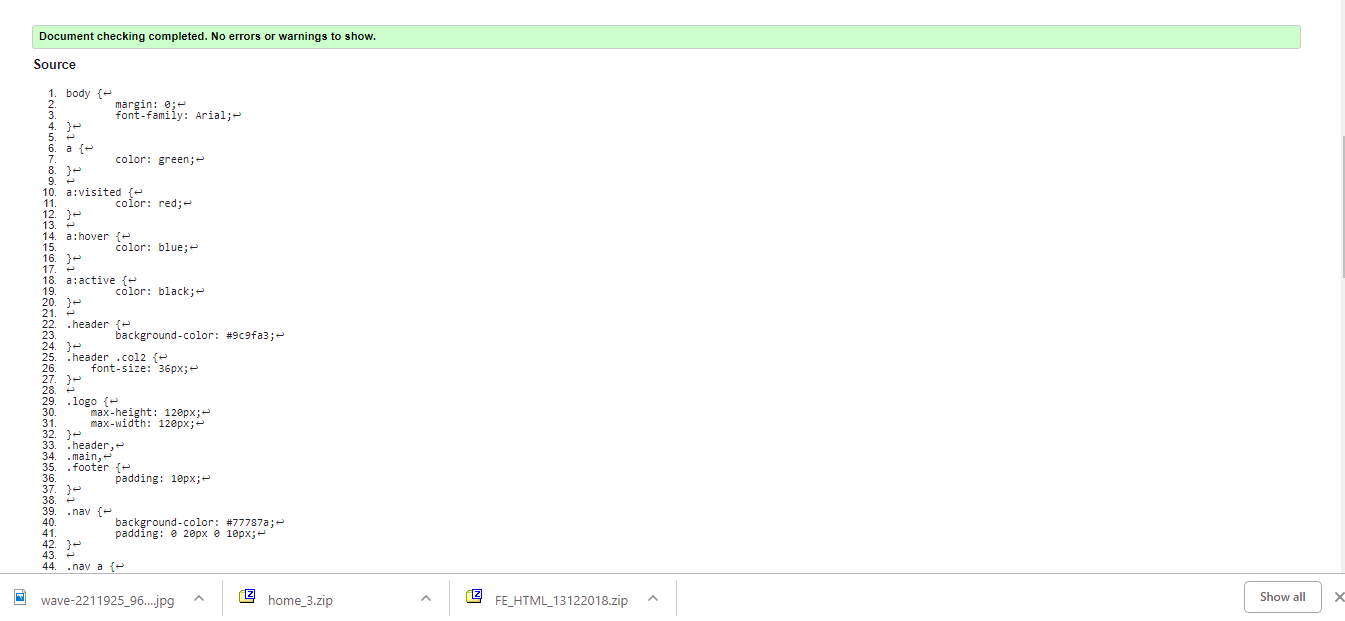 Document checking completed. No errors or warnings to show.
Source
1. body {↩
2. margin: 0;↩
3. font-family: Arial;↩
4. }↩
5. ↩
6. a {↩
7. color: green;↩
8. }↩
9. ↩
10. a:visited {↩
11. color: red;↩
12. }↩
13. ↩
14. a:hover {↩
15. color: blue;↩
16. }↩
17. ↩
18. a:active {↩
19. color: black;↩
20. }↩
21. ↩
22. .header {↩
23. background-color: #9c9fa3;↩
24. }↩
25. .header .col2 {↩
26. font-size: 36px;↩
27. }↩
28. ↩
29. .logo {↩
30. max-height: 120px;↩
31. max-width: 120px;↩
32. }↩
33. .header,↩
34. .main,↩
35. .footer {↩
36. padding: 10px;↩
37. }↩
38. ↩
39. .nav {↩
40. background-color: #77787a;↩
41. padding: 0 20px 0 10px;↩
42. }↩
43. ↩
44. .nav a {↩
wave-2211925_96....jpg
home_3.zip
FE_HTML_13122018.zip
Show all